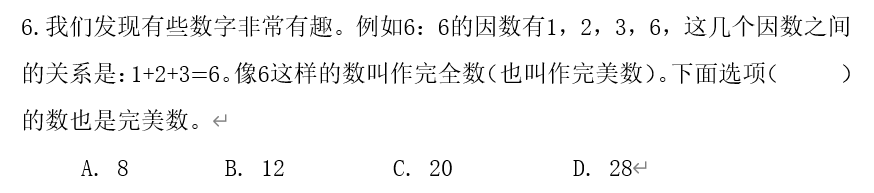 6.我们发现有些数字非常有趣。例如6：6的因数有1，2，3，6，这几个因数之间
的关系是：1+2+3=6。像6这样的数叫作完全数（也叫作完美数）。下面选项（　　）
的数也是完美数。↵
A. 8　　B. 12　　C. 20　　D. 28↵